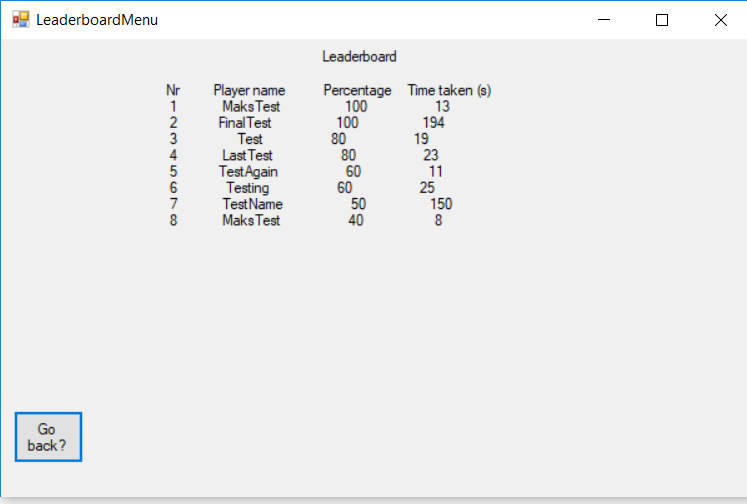 LeaderboardMenu
Leaderboard
Nr Player name Percentage Time taken (s)
1 MaksTest 100 13
2 FinalTest 100 194
3 Test 80 19
4 LastTest 80 23
5 TestAgain 60 11
6 Testing 60 25
7 TestName 50 150
8 MaksTest 40 8
Go
back?